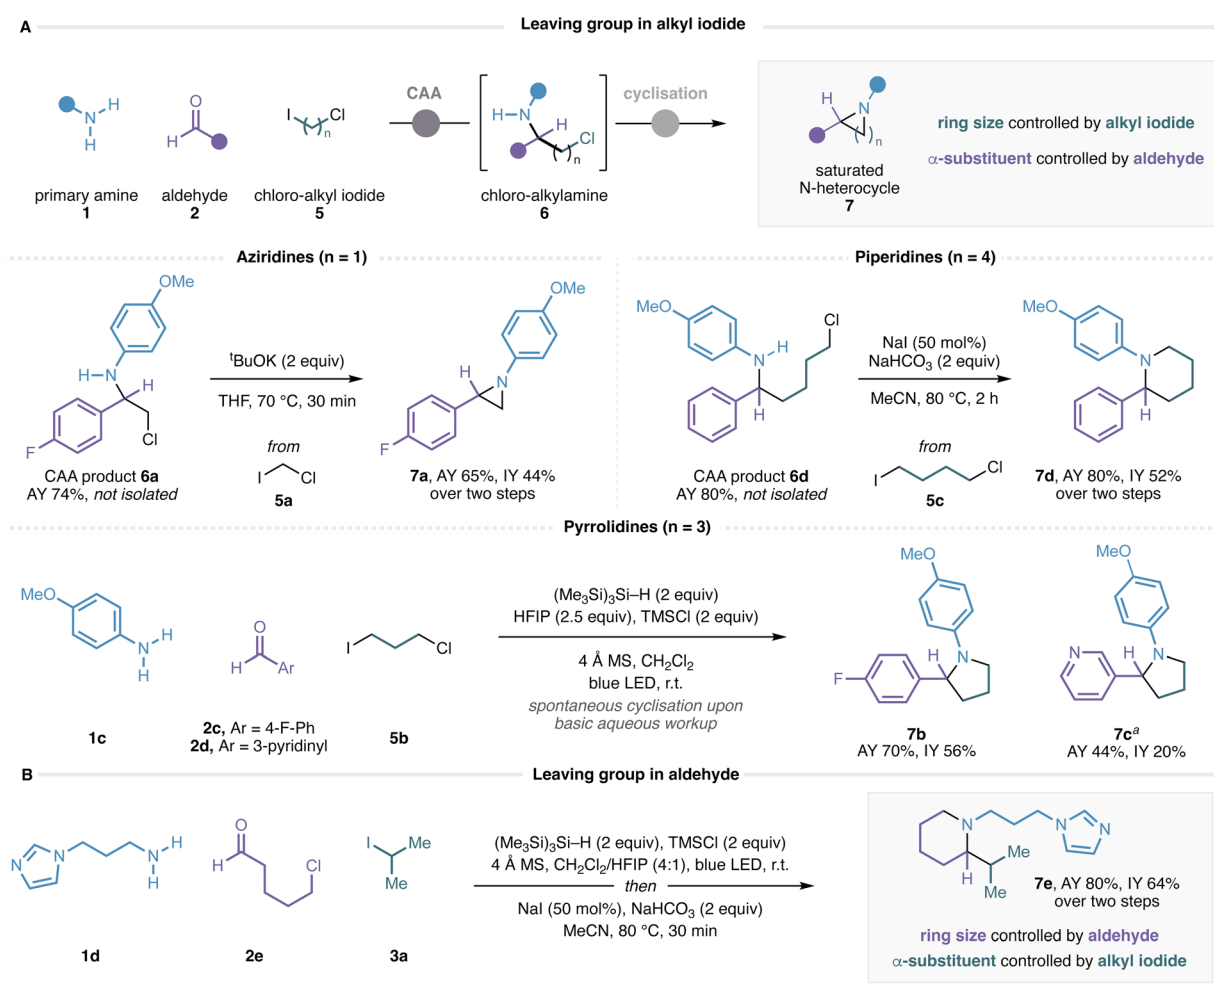 A
Leaving group in alkyl iodide
H
N
H
O
H
I
Cl
n
CAA
H
N
H
Cl
n
cyclisation
H
N
n
ring size controlled by alkyl iodide
α-substituent controlled by aldehyde
primary amine
1
aldehyde
2
chloro-alkyl iodide
5
chloro-alkylamine
6
saturated
N-heterocycle
7
Aziridines (n = 1)
OMe
H
N
H
F
Cl
CAA product 6a
AY 74%, not isolated
ᵗBuOK (2 equiv)
THF, 70 °C, 30 min
from
I
Cl
5a
OMe
H
N
F
7a, AY 65%, IY 44%
over two steps
Piperidines (n = 4)
MeO
Cl
N
H
H
CAA product 6d
AY 80%, not isolated
NaI (50 mol%)
NaHCO₃ (2 equiv)
MeCN, 80 °C, 2 h
from
I
Cl
5c
MeO
N
H
7d, AY 80%, IY 52%
over two steps
Pyrrolidines (n = 3)
MeO
N
H
H
1c
O
H
Ar
2c, Ar = 4-F-Ph
2d, Ar = 3-pyridinyl
I
Cl
5b
(Me₃Si)₃Si–H (2 equiv)
HFIP (2.5 equiv), TMSCl (2 equiv)
4 Å MS, CH₂Cl₂
blue LED, r.t.
spontaneous cyclisation upon
basic aqueous workup
MeO
H
N
F
7b
AY 70%, IY 56%
MeO
N
H
N
7cᵃ
AY 44%, IY 20%
B
Leaving group in aldehyde
N
N
N
H
H
1d
O
H
Cl
2e
I
Me
Me
3a
(Me₃Si)₃Si–H (2 equiv), TMSCl (2 equiv)
4 Å MS, CH₂Cl₂/HFIP (4:1), blue LED, r.t.
then
NaI (50 mol%), NaHCO₃ (2 equiv)
MeCN, 80 °C, 30 min
N
N
N
Me
H
Me
7e, AY 80%, IY 64%
over two steps
ring size controlled by aldehyde
α-substituent controlled by alkyl iodide